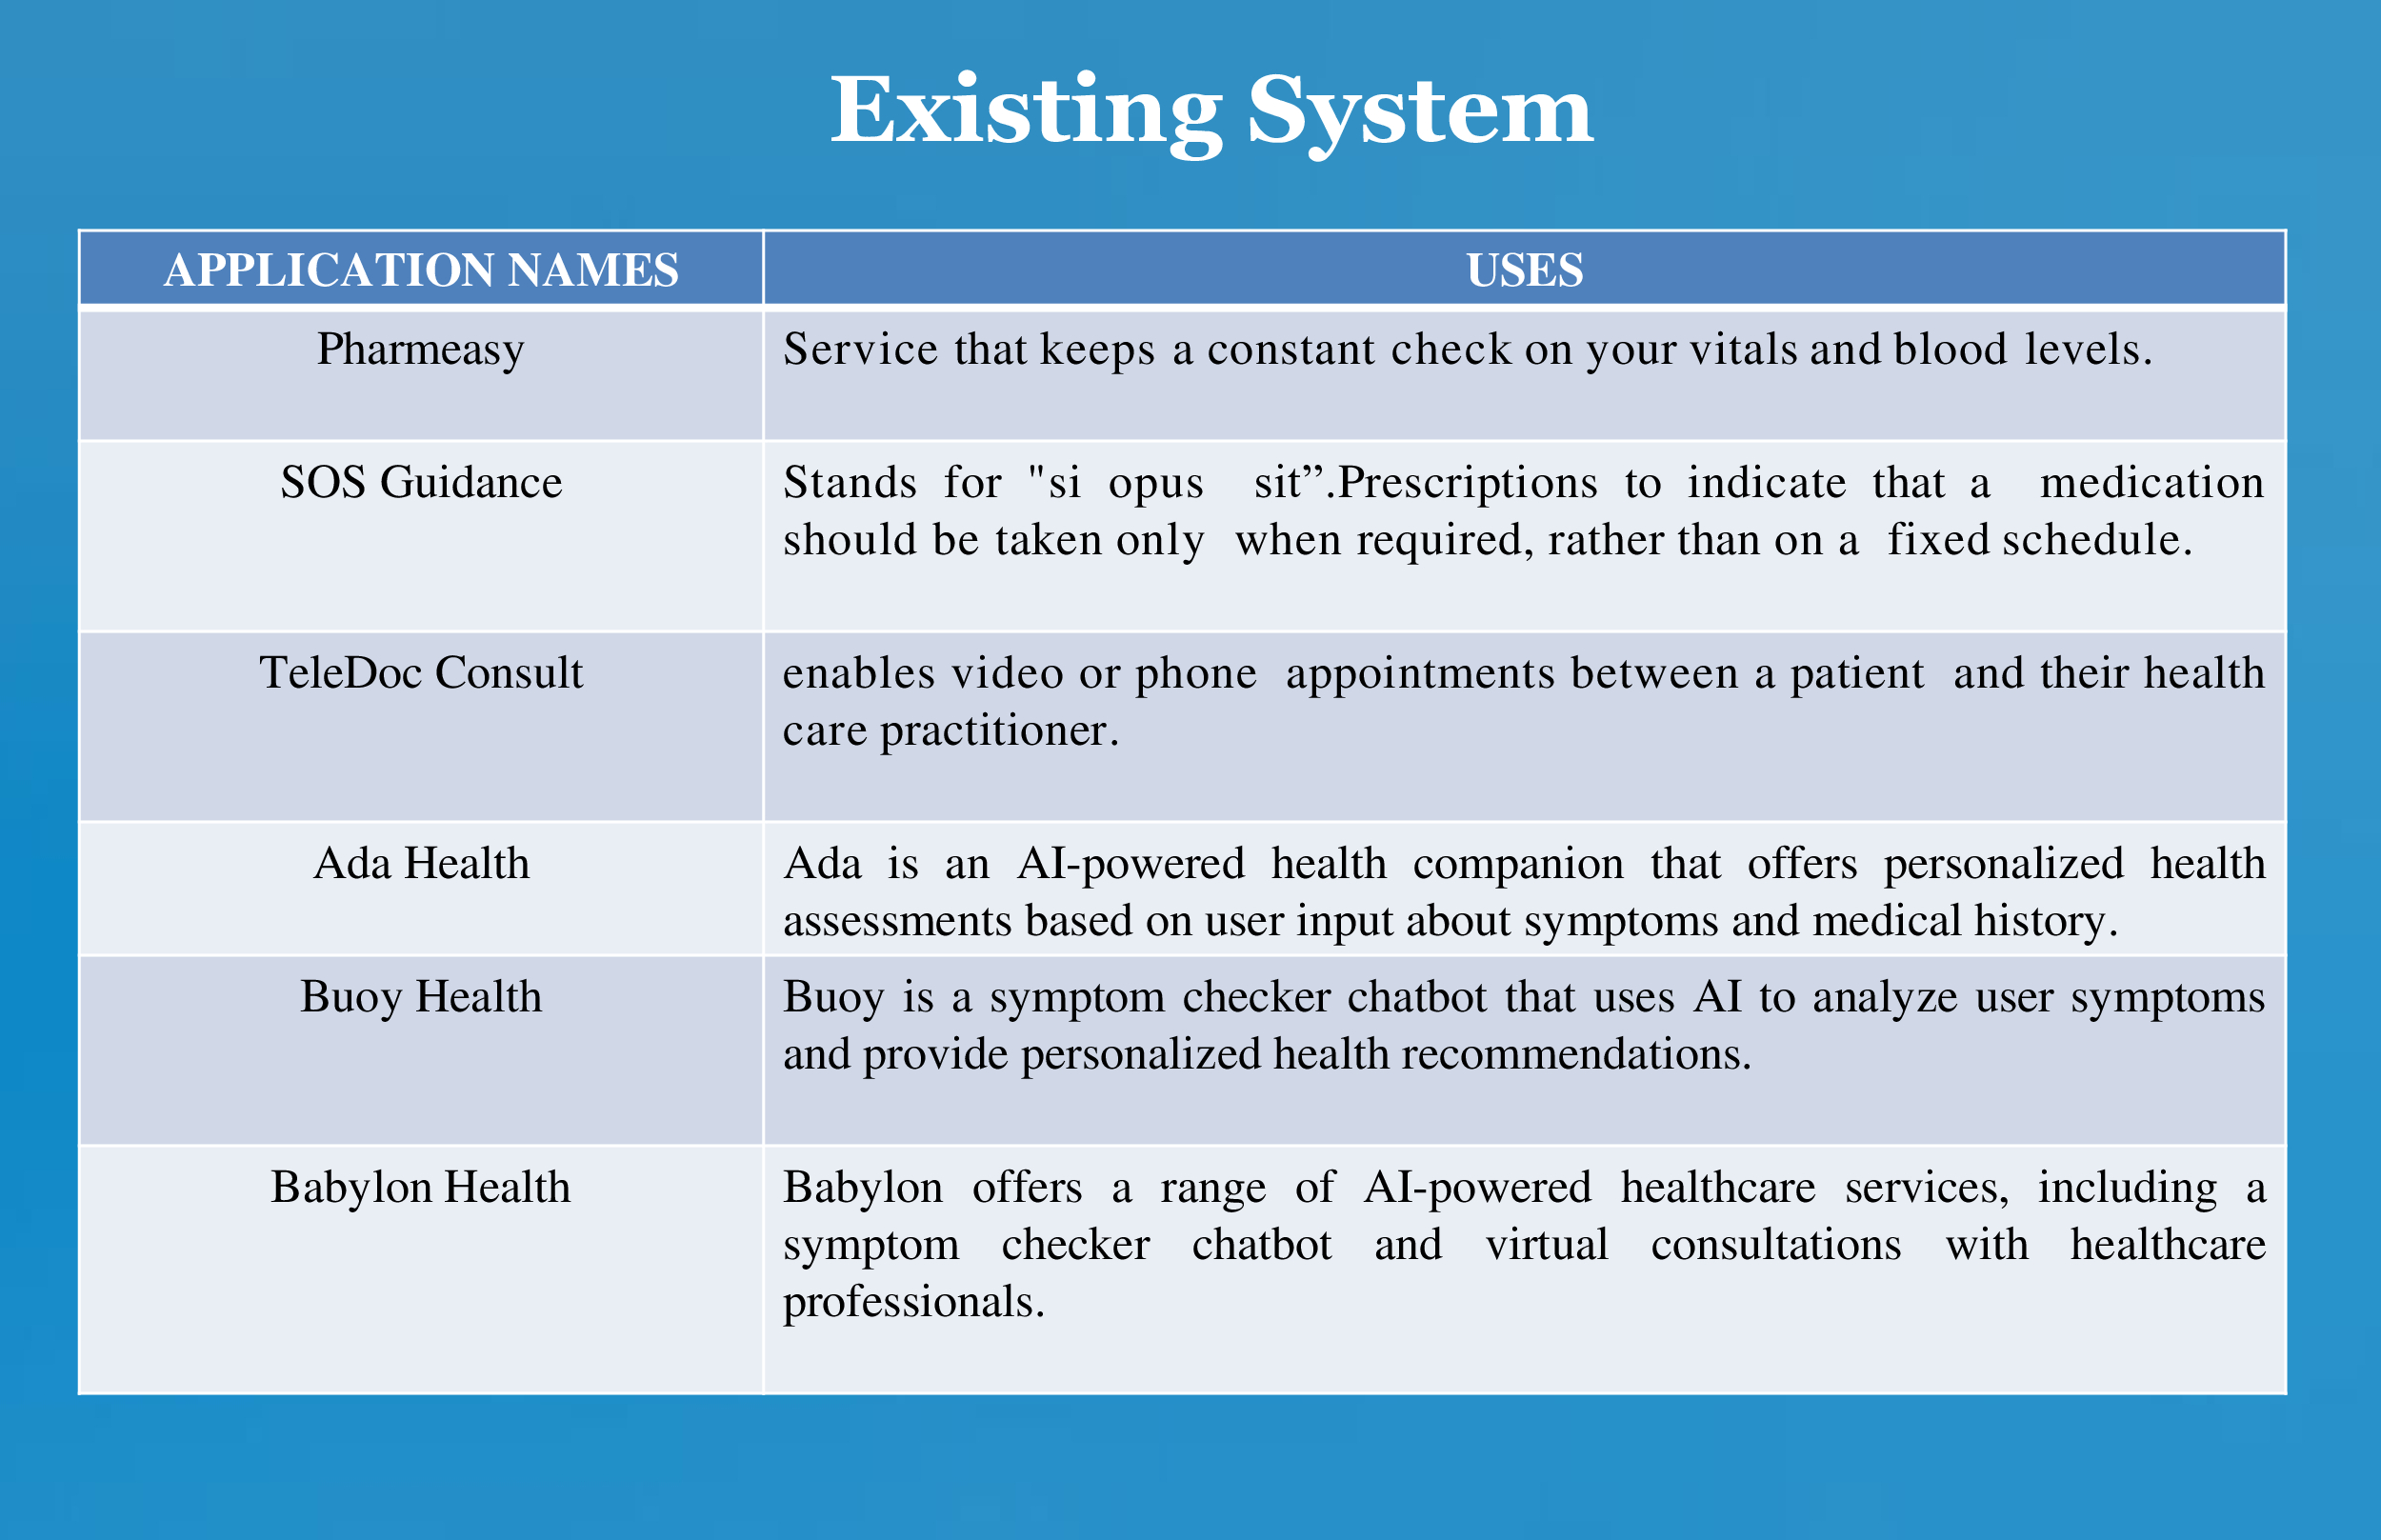 Existing System
APPLICATION NAMES
USES
Pharmeasy
Service that keeps a constant check on your vitals and blood levels.
SOS Guidance
Stands for "si opus sit”.Prescriptions to indicate that a medication
should be taken only when required, rather than on a fixed schedule.
TeleDoc Consult
enables video or phone appointments between a patient and their health
care practitioner.
Ada Health
Ada is an AI-powered health companion that offers personalized health
assessments based on user input about symptoms and medical history.
Buoy Health
Buoy is a symptom checker chatbot that uses AI to analyze user symptoms
and provide personalized health recommendations.
Babylon Health
Babylon offers a range of AI-powered healthcare services, including a
symptom checker chatbot and virtual consultations with healthcare
professionals.